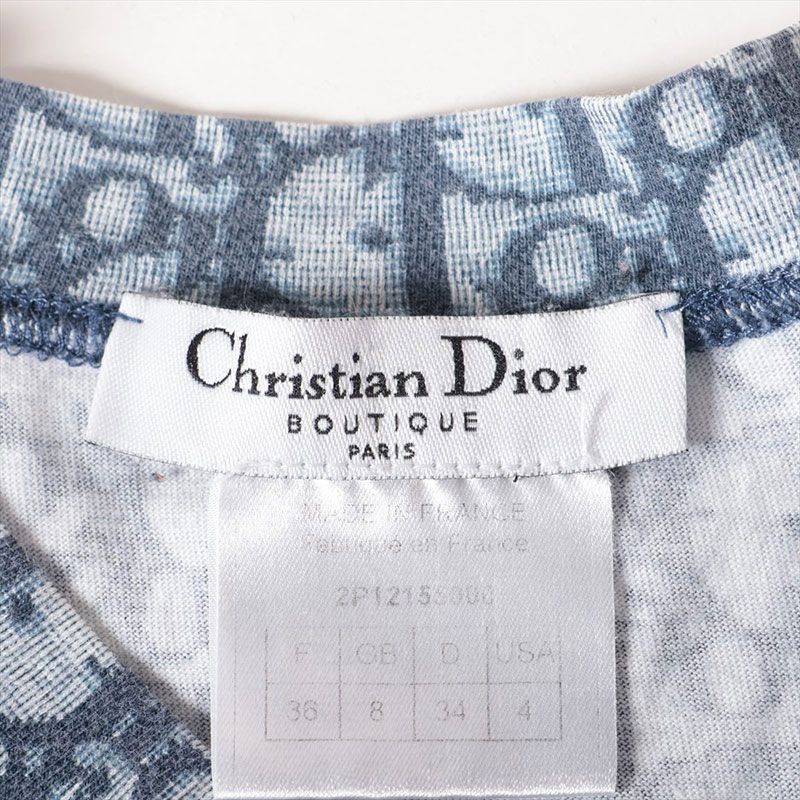 Christian Dior
BOUTIQUE
PARIS
MADE IN FRANCE
Fabriqué en France
F GB D USA
36 8 34 4